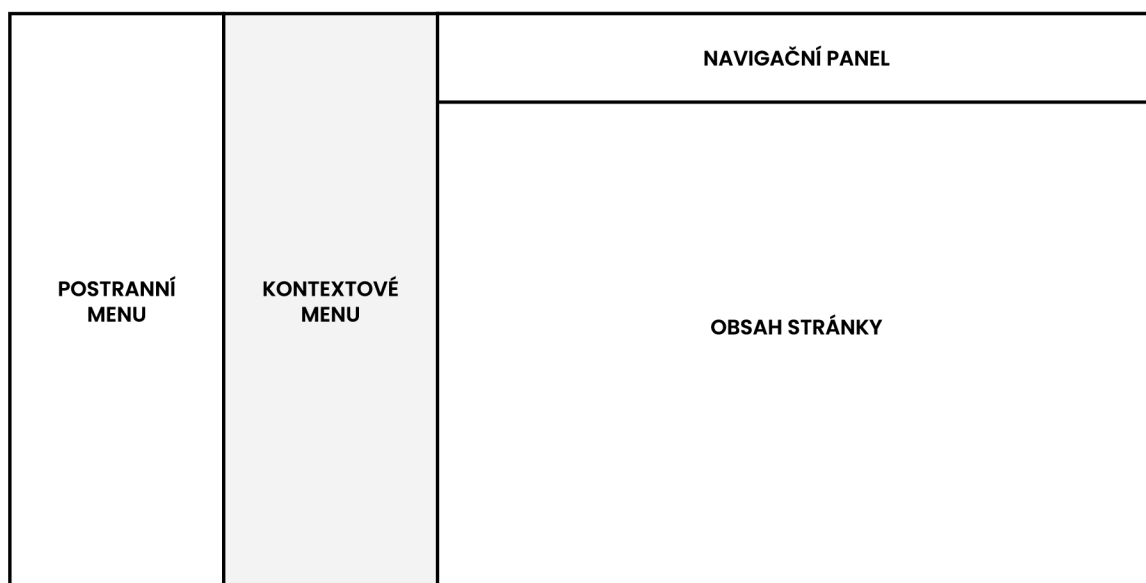 POSTRANNÍ
MENU
KONTEXTOVÉ
MENU
NAVIGAČNÍ PANEL
OBSAH STRÁNKY